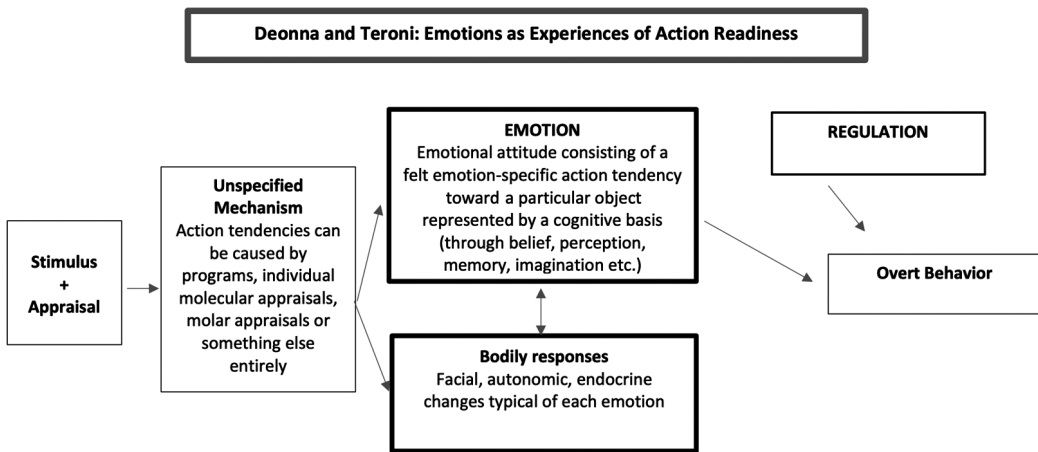 Deonna and Teroni: Emotions as Experiences of Action Readiness
Stimulus
+
Appraisal
Unspecified
Mechanism
Action tendencies can
be caused by
programs, individual
molecular appraisals,
molar appraisals or
something else
entirely
EMOTION
Emotional attitude consisting of a
felt emotion-specific action tendency
toward a particular object
represented by a cognitive basis
(through belief, perception,
memory, imagination etc.)
Bodily responses
Facial, autonomic, endocrine
changes typical of each emotion
REGULATION
Overt Behavior